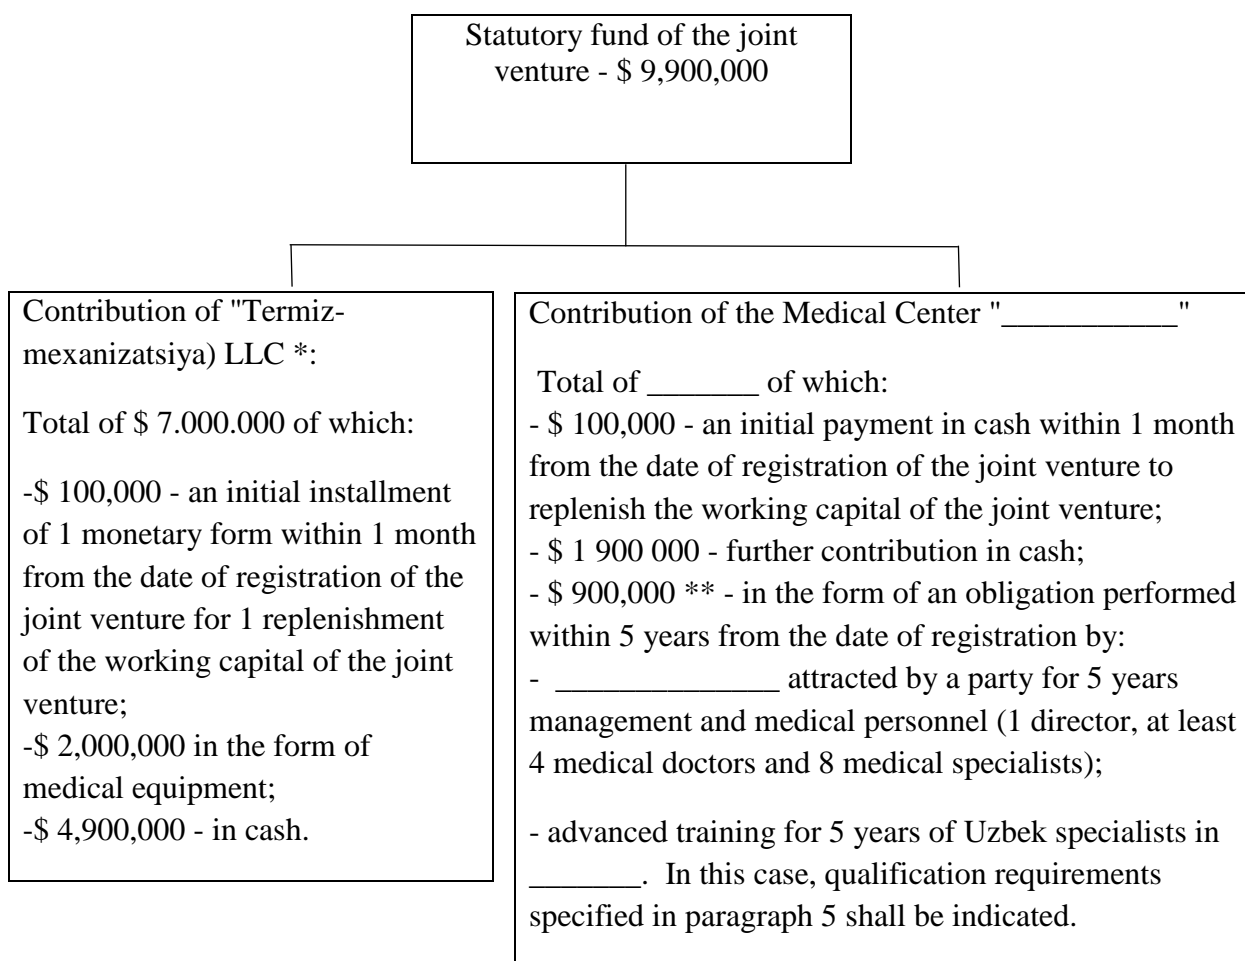 Statutory fund of the joint
venture - $ 9,900,000
Contribution of "Termiz-
mexanizatsiya) LLC *:
Total of $ 7.000.000 of which:
-$ 100,000 - an initial installment
of 1 monetary form within 1 month
from the date of registration of the
joint venture for 1 replenishment
of the working capital of the joint
venture;
-$ 2,000,000 in the form of
medical equipment;
-$ 4,900,000 - in cash.
Contribution of the Medical Center "___________"
Total of _______ of which:
- $ 100,000 - an initial payment in cash within 1 month
from the date of registration of the joint venture to
replenish the working capital of the joint venture;
- $ 1 900 000 - further contribution in cash;
- $ 900,000 ** - in the form of an obligation performed
within 5 years from the date of registration by:
- ______________ attracted by a party for 5 years
management and medical personnel (1 director, at least
4 medical doctors and 8 medical specialists);
- advanced training for 5 years of Uzbek specialists in
_______. In this case, qualification requirements
specified in paragraph 5 shall be indicated.